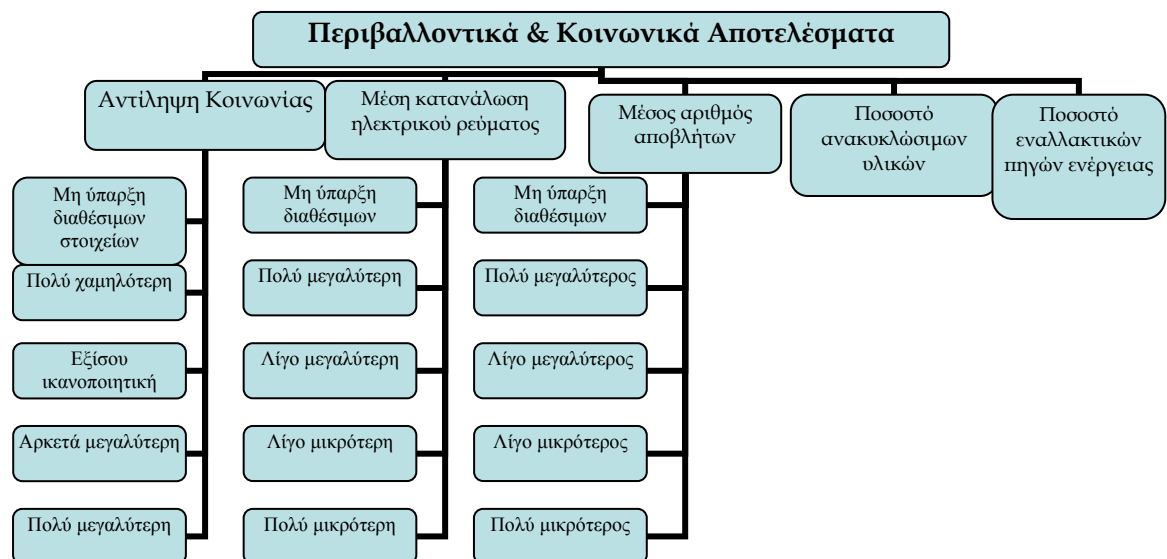 Περιβαλλοντικά & Κοινωνικά Αποτελέσματα
Αντίληψη Κοινωνίας
Μη ύπαρξη
διαθέσιμων
στοιχείων
Πολύ χαμηλότερη
Εξίσου
ικανοποιητική
Αρκετά μεγαλύτερη
Πολύ μεγαλύτερη
Μέση κατανάλωση
ηλεκτρικού ρεύματος
Μη ύπαρξη
διαθέσιμων
Πολύ μεγαλύτερη
Λίγο μεγαλύτερη
Λίγο μικρότερη
Πολύ μικρότερη
Μέσος αριθμός
αποβλήτων
Μη ύπαρξη
διαθέσιμων
Πολύ μεγαλύτερος
Λίγο μεγαλύτερος
Λίγο μικρότερος
Πολύ μικρότερος
Ποσοστό
ανακυκλώσιμων
υλικών
Ποσοστό
εναλλακτικών
πηγών ενέργειας